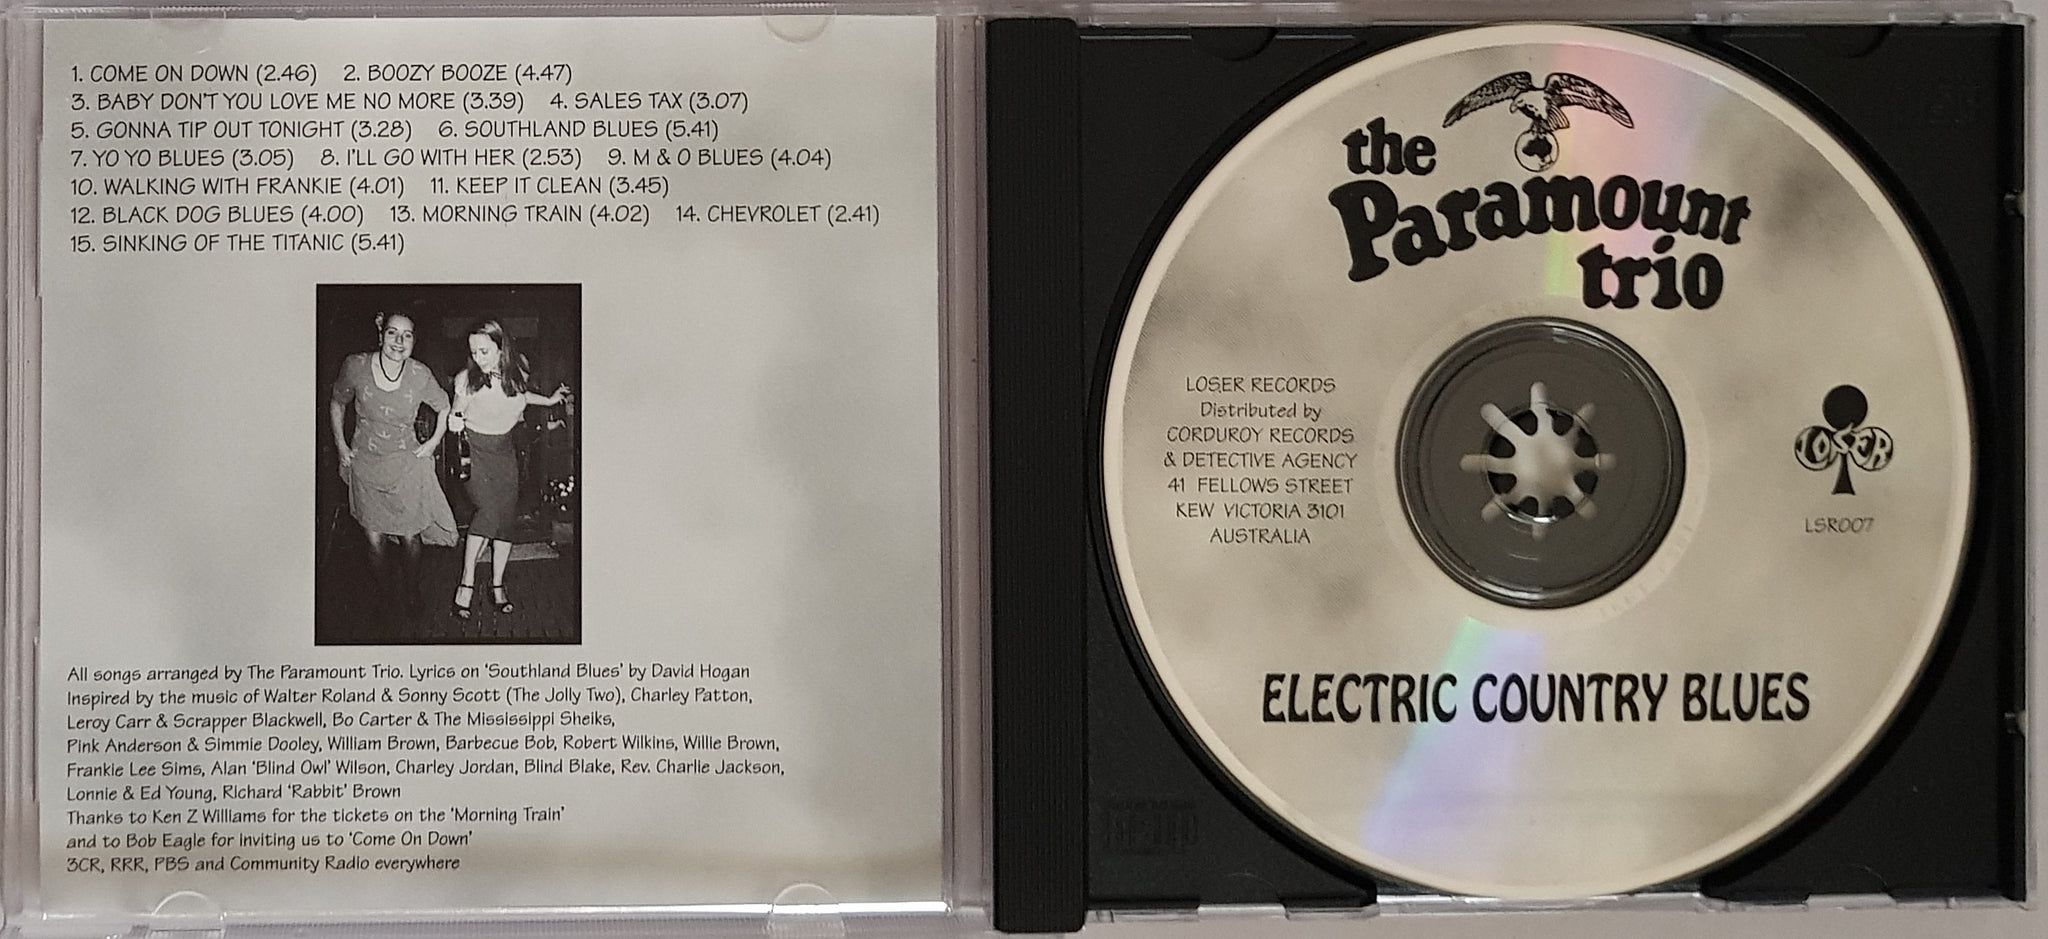 1. COME ON DOWN (2.46) 2. BOOZY BOOZE (4.47)
3. BABY DON'T YOU LOVE ME NO MORE (3.39) 4. SALES TAX (3.07)
5. GONNA TIP OUT TONIGHT (3.28) 6. SOUTHLAND BLUES (5.41)
7. YO YO BLUES (3.05) 8. I'LL GO WITH HER (2.53) 9. M & O BLUES (4.04)
10. WALKING WITH FRANKIE (4.01) 11. KEEP IT CLEAN (3.45)
12. BLACK DOG BLUES (4.00) 13. MORNING TRAIN (4.02) 14. CHEVROLET (2.41)
15. SINKING OF THE TITANIC (5.41)
All songs arranged by The Paramount Trio. Lyrics on 'Southland Blues' by David Hogan
Inspired by the music of Walter Roland & Sonny Scott (The Jolly Two), Charley Patton,
Leroy Carr & Scrapper Blackwell, Bo Carter & The Mississippi Sheiks,
Pink Anderson & Simmie Dooley, William Brown, Barbecue Bob, Robert Wilkins, Willie Brown,
Frankie Lee Sims, Alan 'Blind Owl' Wilson, Charley Jordan, Blind Blake, Rev. Charlie Jackson,
Lonnie & Ed Young, Richard 'Rabbit' Brown
Thanks to Ken Z Williams for the tickets on the 'Morning Train'
and to Bob Eagle for inviting us to 'Come On Down'
3CR, RRR, PBS and Community Radio everywhere
the
Paramount
trio
LOSER RECORDS
Distributed by
CORDUROY RECORDS
& DETECTIVE AGENCY
41 FELLOWS STREET
KEW VICTORIA 3101
AUSTRALIA
LOSER
LSR007
ELECTRIC COUNTRY BLUES